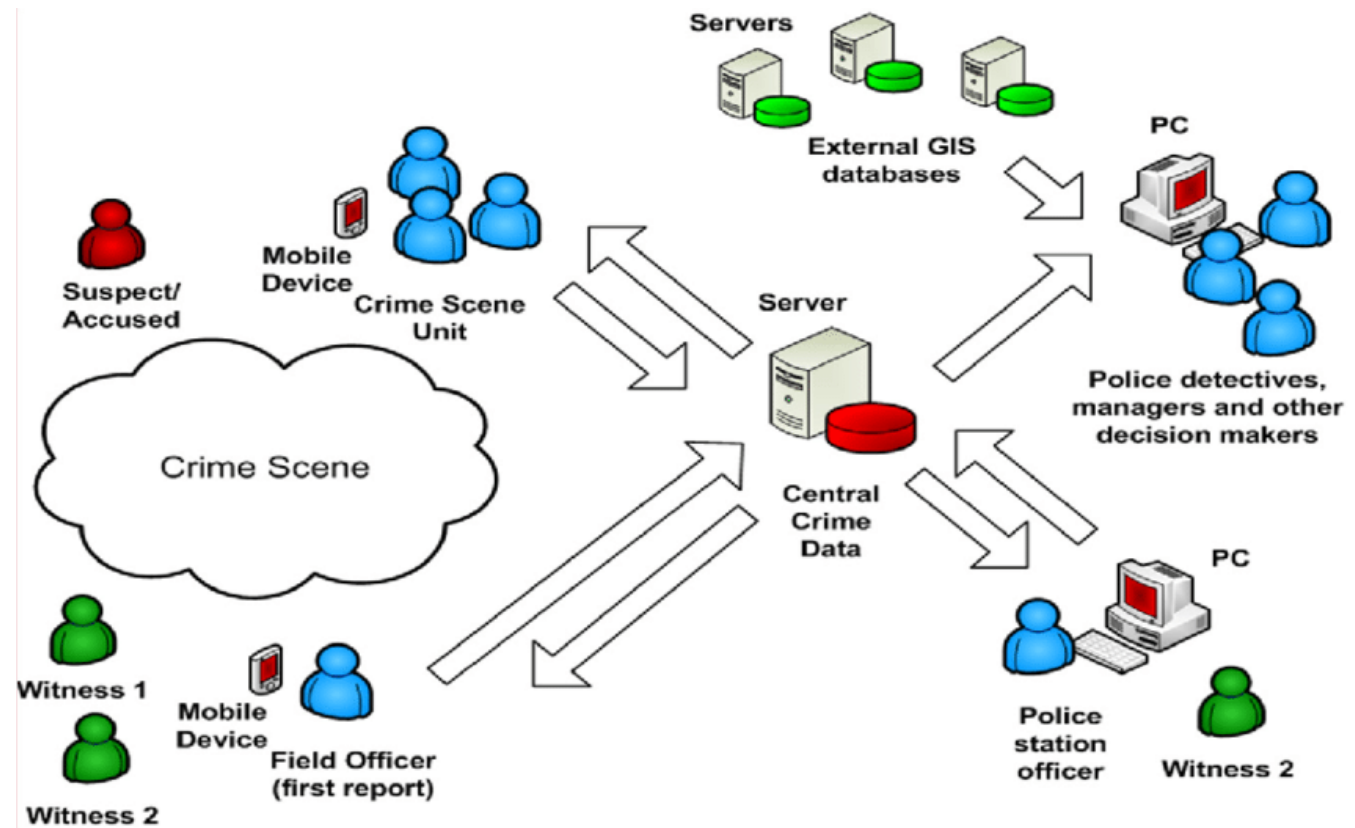 Servers
External GIS
databases
PC
Mobile
Device
Crime Scene
Unit
Suspect/
Accused
Server
Police detectives,
managers and other
decision makers
Crime Scene
Central
Crime
Data
PC
Witness 1
Mobile
Device
Field Officer
(first report)
Witness 2
Police
station
officer
Witness 2